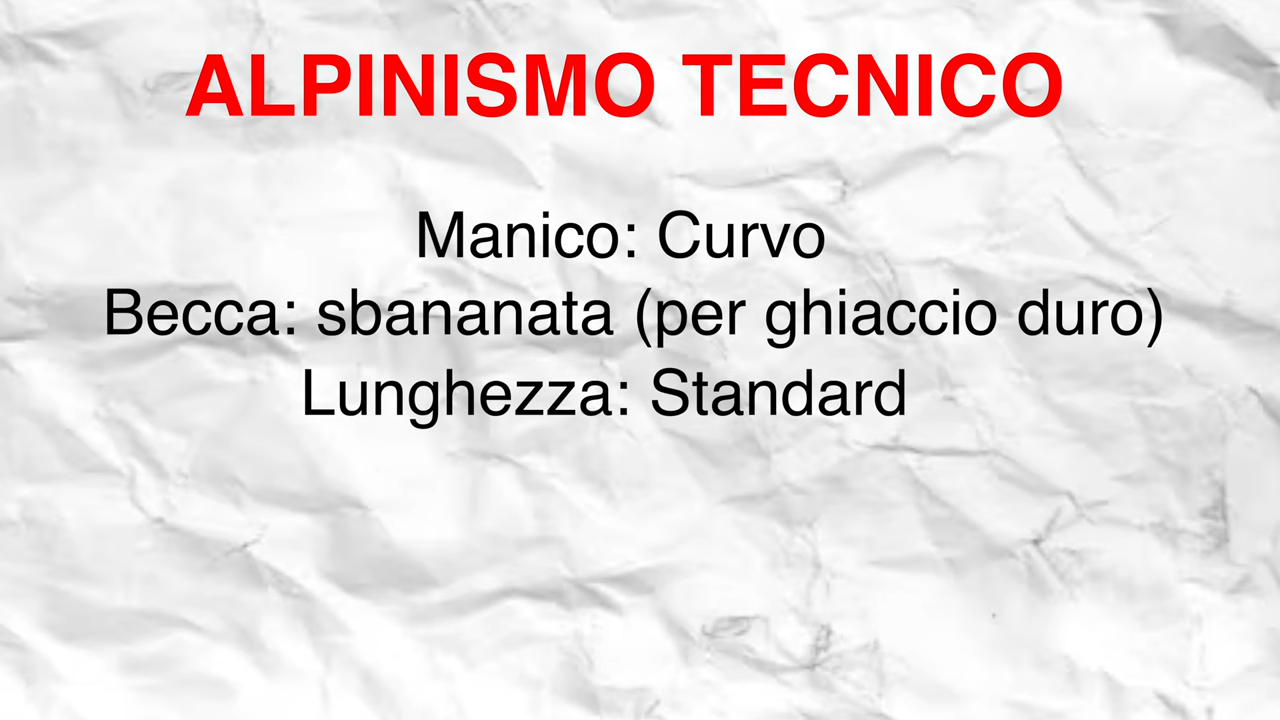 ALPINISMO TECNICO
Manico: Curvo
Becca: sbananata (per ghiaccio duro)
Lunghezza: Standard